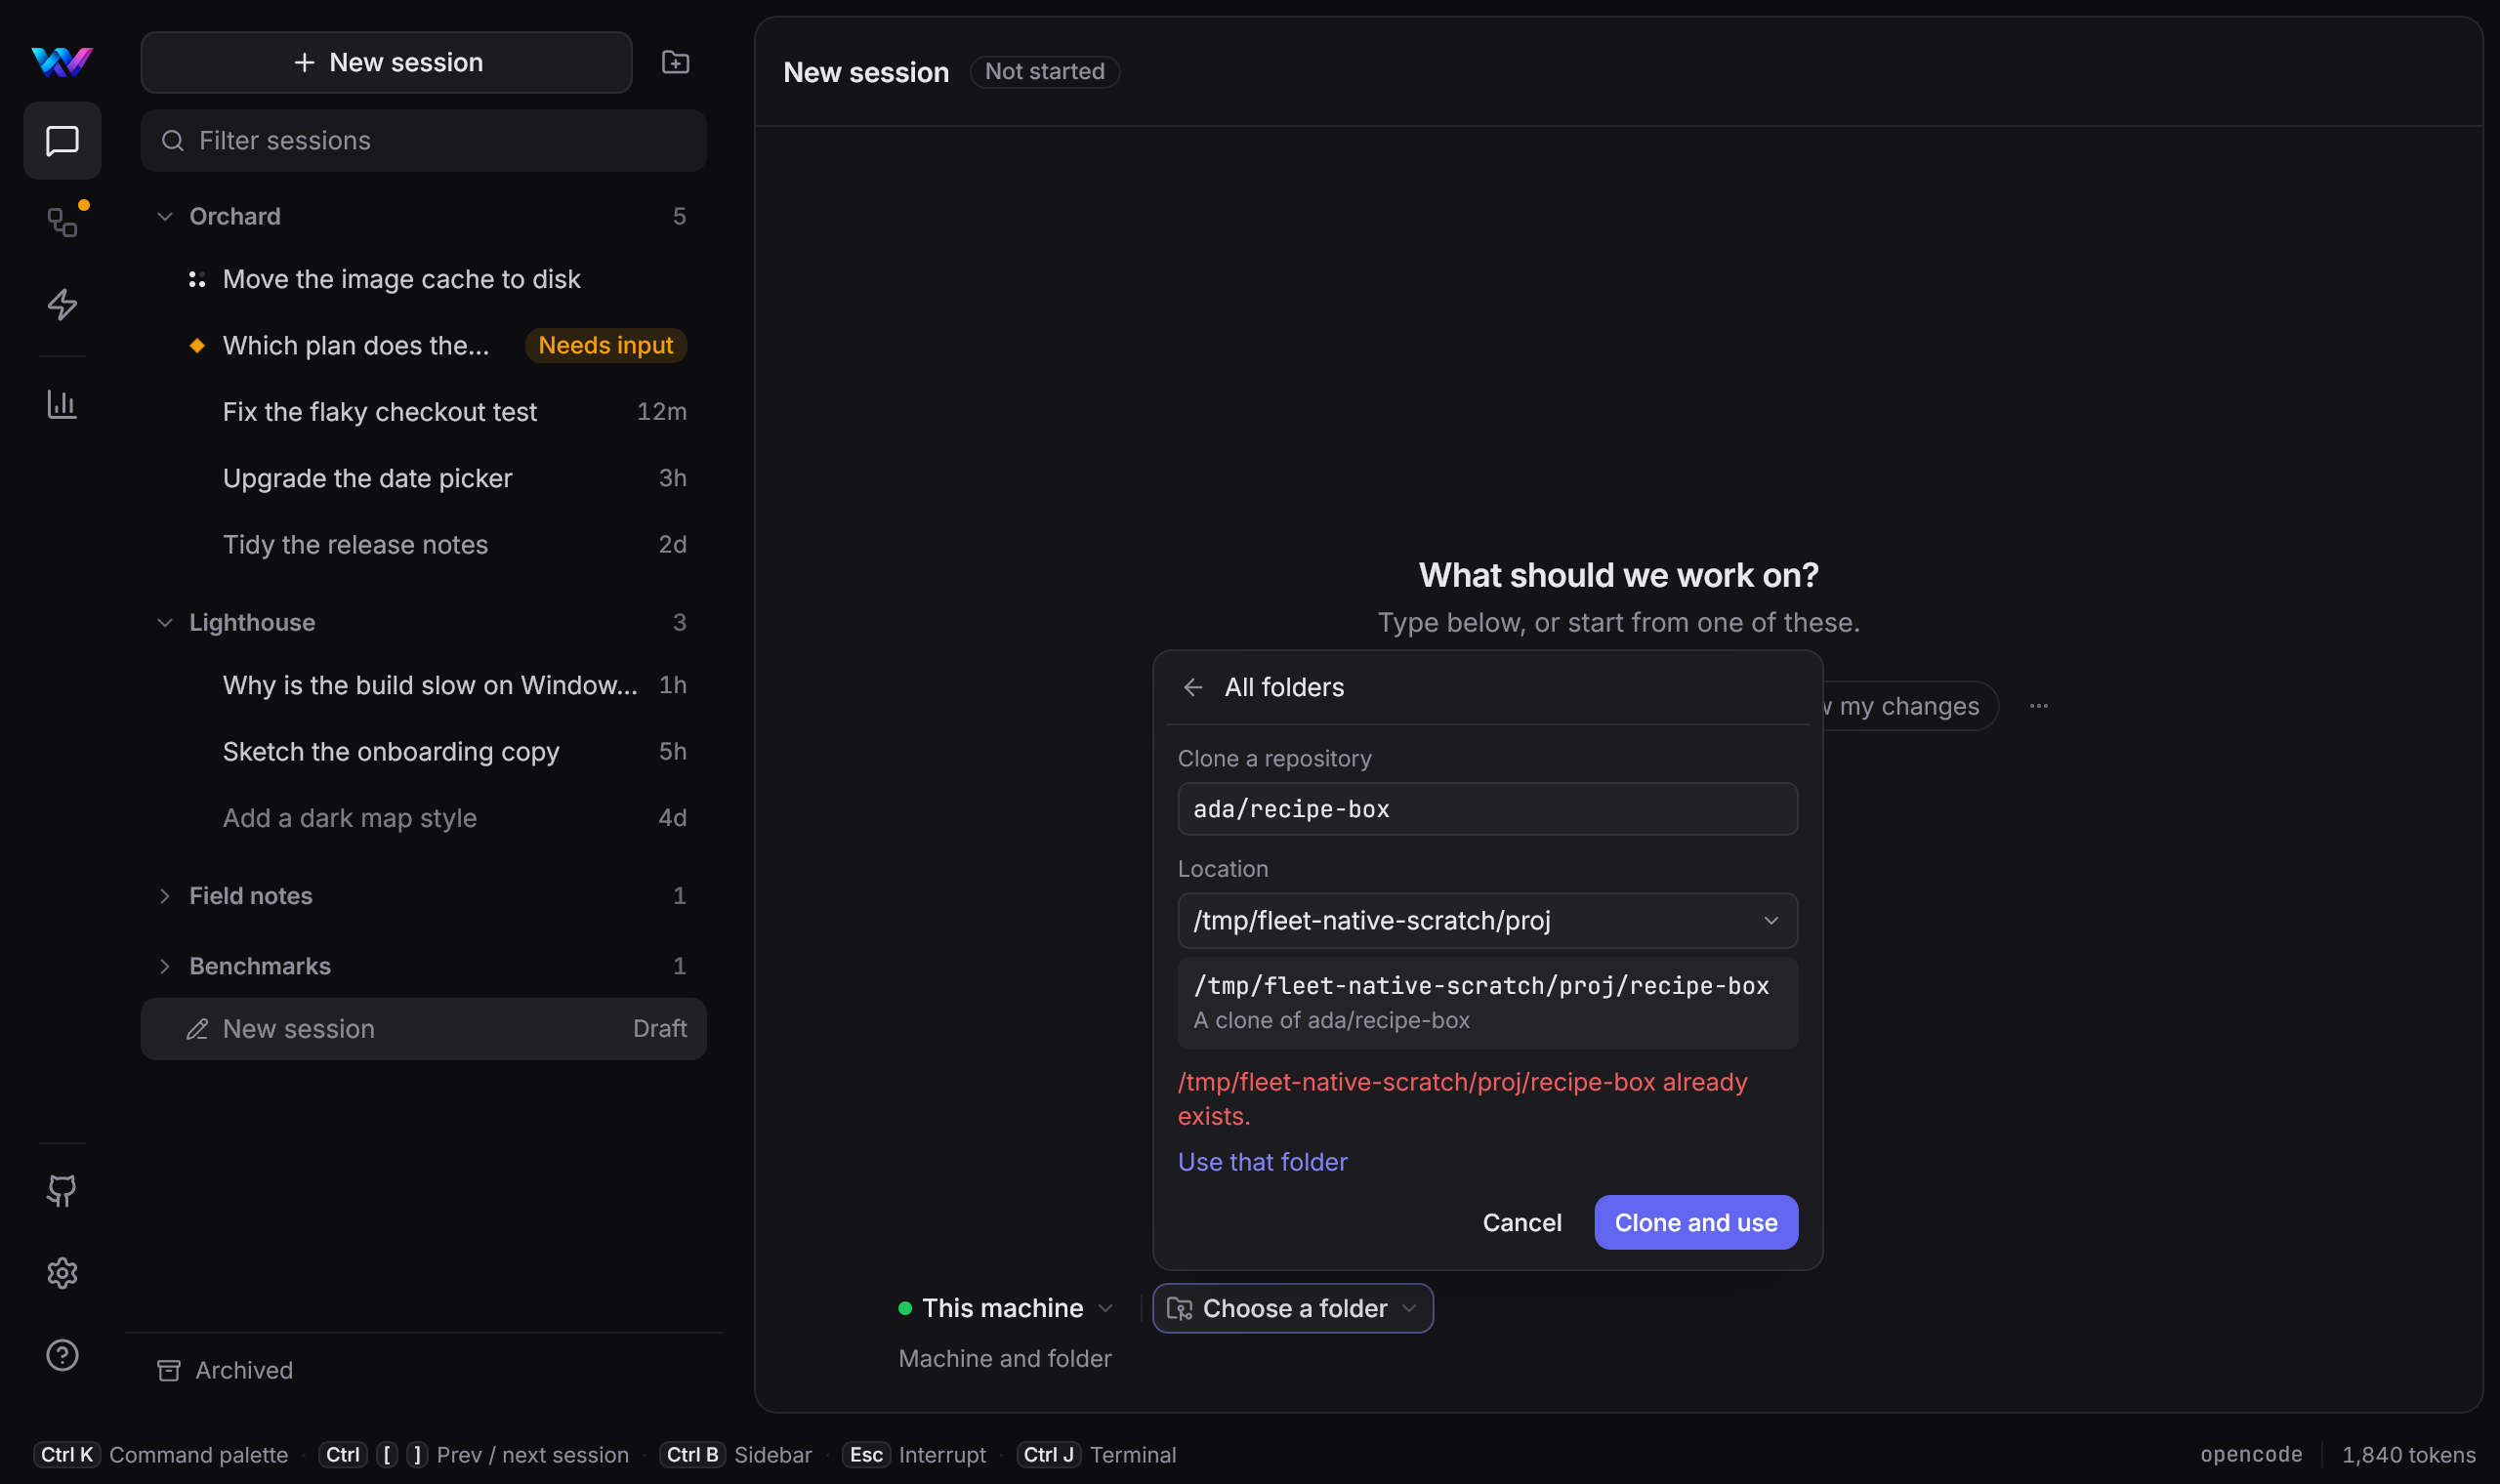 New session
Filter sessions
Orchard 5
Move the image cache to disk
Which plan does the... Needs input
Fix the flaky checkout test 12m
Upgrade the date picker 3h
Tidy the release notes 2d
Lighthouse 3
Why is the build slow on Window... 1h
Sketch the onboarding copy 5h
Add a dark map style 4d
Field notes 1
Benchmarks 1
New session Draft
Archived
New session Not started
What should we work on?
Type below, or start from one of these.
my changes
All folders
Clone a repository
ada/recipe-box
Location
/tmp/fleet-native-scratch/proj
/tmp/fleet-native-scratch/proj/recipe-box
A clone of ada/recipe-box
/tmp/fleet-native-scratch/proj/recipe-box already
exists.
Use that folder
Cancel Clone and use
This machine Choose a folder
Machine and folder
Ctrl K Command palette · Ctrl [ ] Prev / next session · Ctrl B Sidebar · Esc Interrupt · Ctrl J Terminal
opencode 1,840 tokens